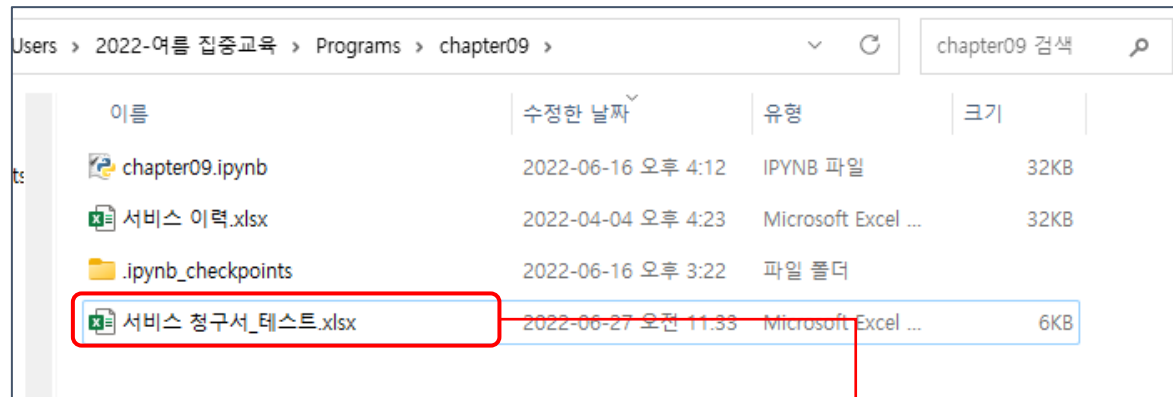 Users > 2022-여름 집중교육 > Programs > chapter09 > chapter09 검색
이름 수정한 날짜 유형 크기
ts
chapter09.ipynb 2022-06-16 오후 4:12 IPYNB 파일 32KB
서비스 이력.xlsx 2022-04-04 오후 4:23 Microsoft Excel ... 32KB
.ipynb_checkpoints 2022-06-16 오후 3:22 파일 폴더
서비스 청구서_테스트.xlsx 2022-06-27 오전 11:33 Microsoft Excel ... 6KB